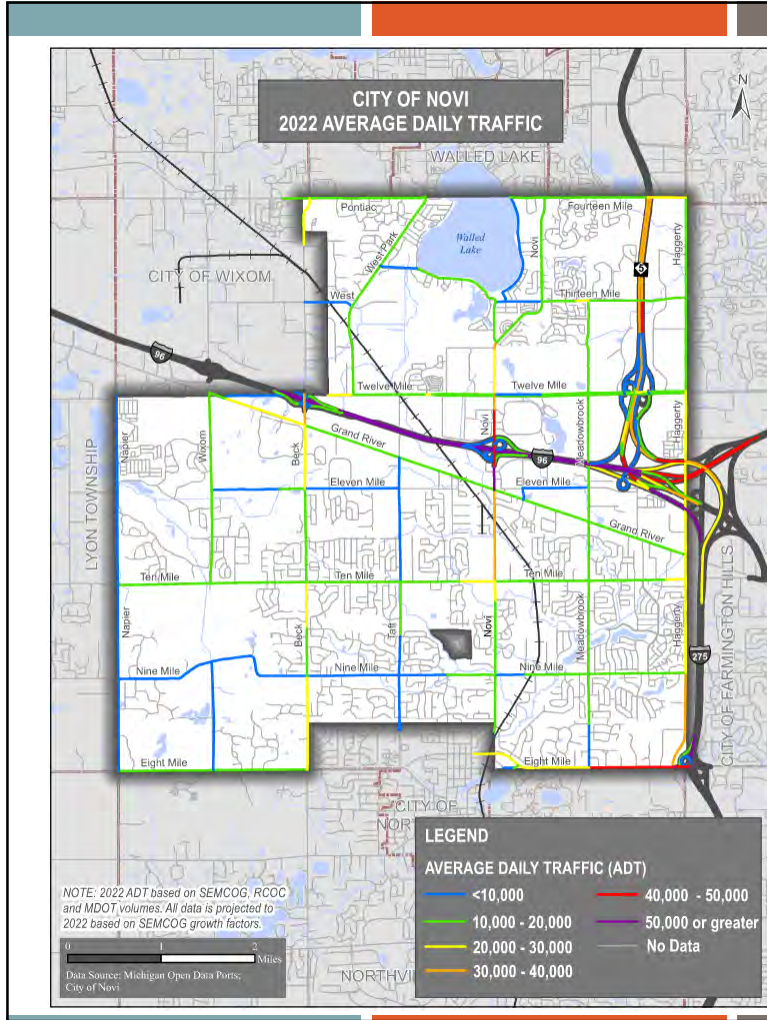 CITY OF NOVI
2022 AVERAGE DAILY TRAFFIC
N
WALLED LAKE
Pontiac
Fourteen Mile
West Park
Walled
Lake
Novi
Haggerty
5
CITY OF WIXOM
West
Thirteen Mile
96
Twelve Mile
Twelve Mile
Napier
Wixom
Beck
Grand River
Novi
96
Meadowbrook
Haggerty
LYON TOWNSHIP
Eleven Mile
Eleven Mile
Grand River
Ten Mile
Ten Mile
Ten Mile
Napier
Beck
Taft
Novi
Meadowbrook
Haggerty
CITY OF FARMINGTON HILLS
Nine Mile
Nine Mile
Nine Mile
275
Eight Mile
Eight Mile
CITY OF
NOR
LEGEND
AVERAGE DAILY TRAFFIC (ADT)
<10,000
40,000 - 50,000
10,000 - 20,000
50,000 or greater
20,000 - 30,000
No Data
30,000 - 40,000
NOTE: 2022 ADT based on SEMCOG, RCOC
and MDOT volumes. All data is projected to
2022 based on SEMCOG growth factors.
0 1 2
Miles
Data Source: Michigan Open Data Ports;
City of Novi
NORTHVI